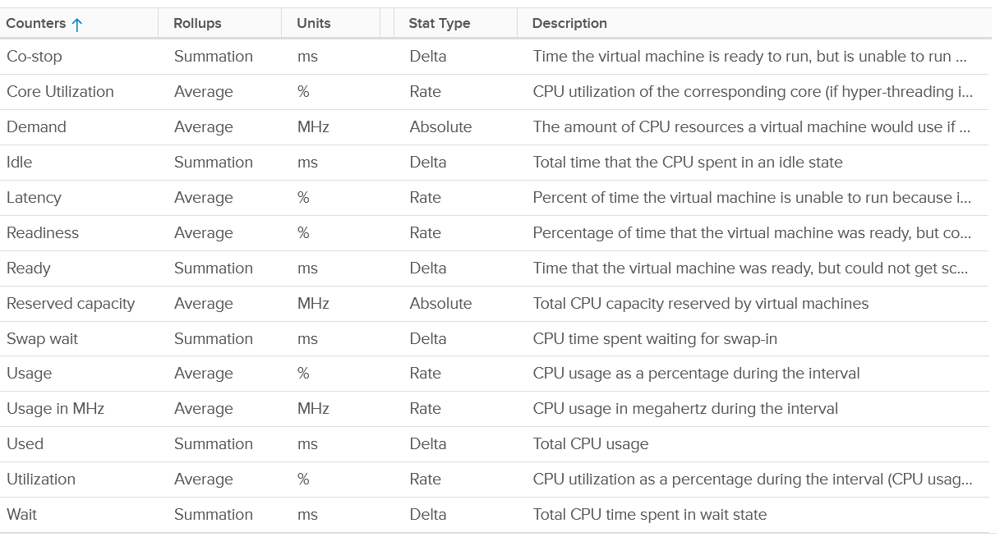 Counters Rollups Units Stat Type Description
Co-stop Summation ms Delta Time the virtual machine is ready to run, but is unable to run ...
Core Utilization Average % Rate CPU utilization of the corresponding core (if hyper-threading i...
Demand Average MHz Absolute The amount of CPU resources a virtual machine would use if ...
Idle Summation ms Delta Total time that the CPU spent in an idle state
Latency Average % Rate Percent of time the virtual machine is unable to run because i...
Readiness Average % Rate Percentage of time that the virtual machine was ready, but co...
Ready Summation ms Delta Time that the virtual machine was ready, but could not get sc...
Reserved capacity Average MHz Absolute Total CPU capacity reserved by virtual machines
Swap wait Summation ms Delta CPU time spent waiting for swap-in
Usage Average % Rate CPU usage as a percentage during the interval
Usage in MHz Average MHz Rate CPU usage in megahertz during the interval
Used Summation ms Delta Total CPU usage
Utilization Average % Rate CPU utilization as a percentage during the interval (CPU usag...
Wait Summation ms Delta Total CPU time spent in wait state